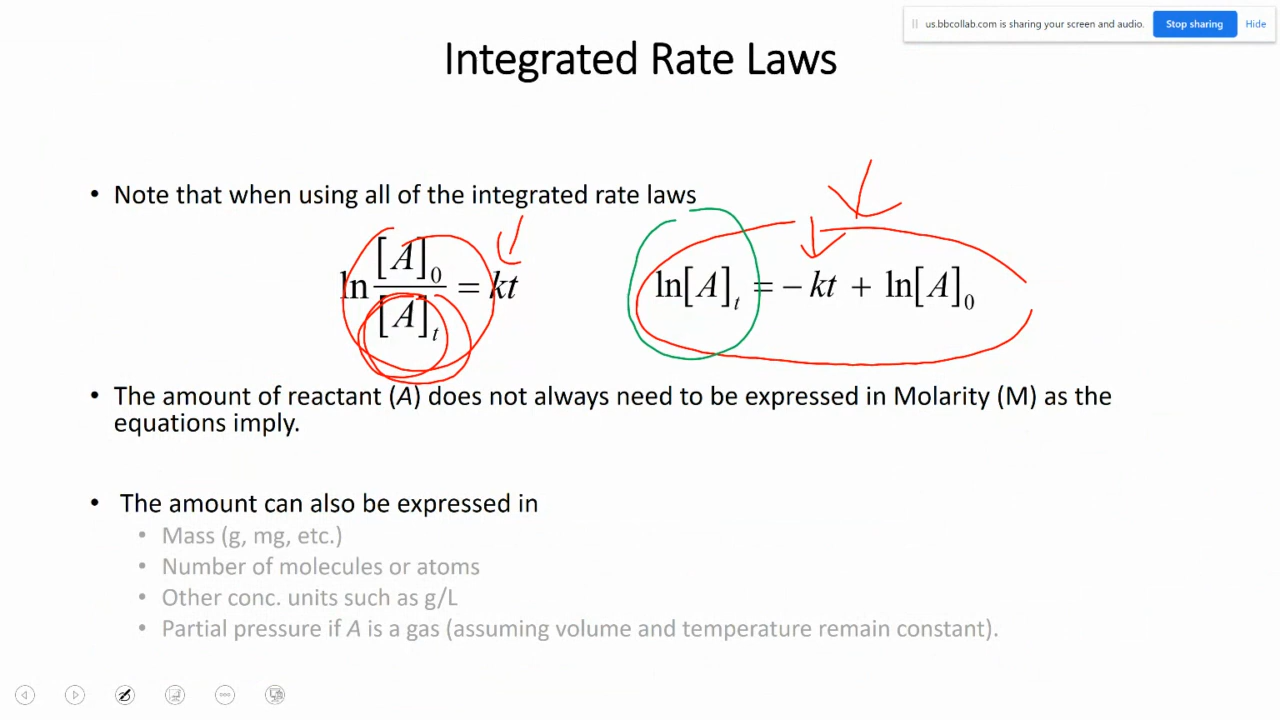 us.bbcollab.com is sharing your screen and audio. Stop sharing Hide
Integrated Rate Laws
• Note that when using all of the integrated rate laws
ln [A]₀ / [A]ₜ = kt
ln[A]ₜ = − kt + ln[A]₀
• The amount of reactant (A) does not always need to be expressed in Molarity (M) as the
equations imply.
• The amount can also be expressed in
• Mass (g, mg, etc.)
• Number of molecules or atoms
• Other conc. units such as g/L
• Partial pressure if A is a gas (assuming volume and temperature remain constant).